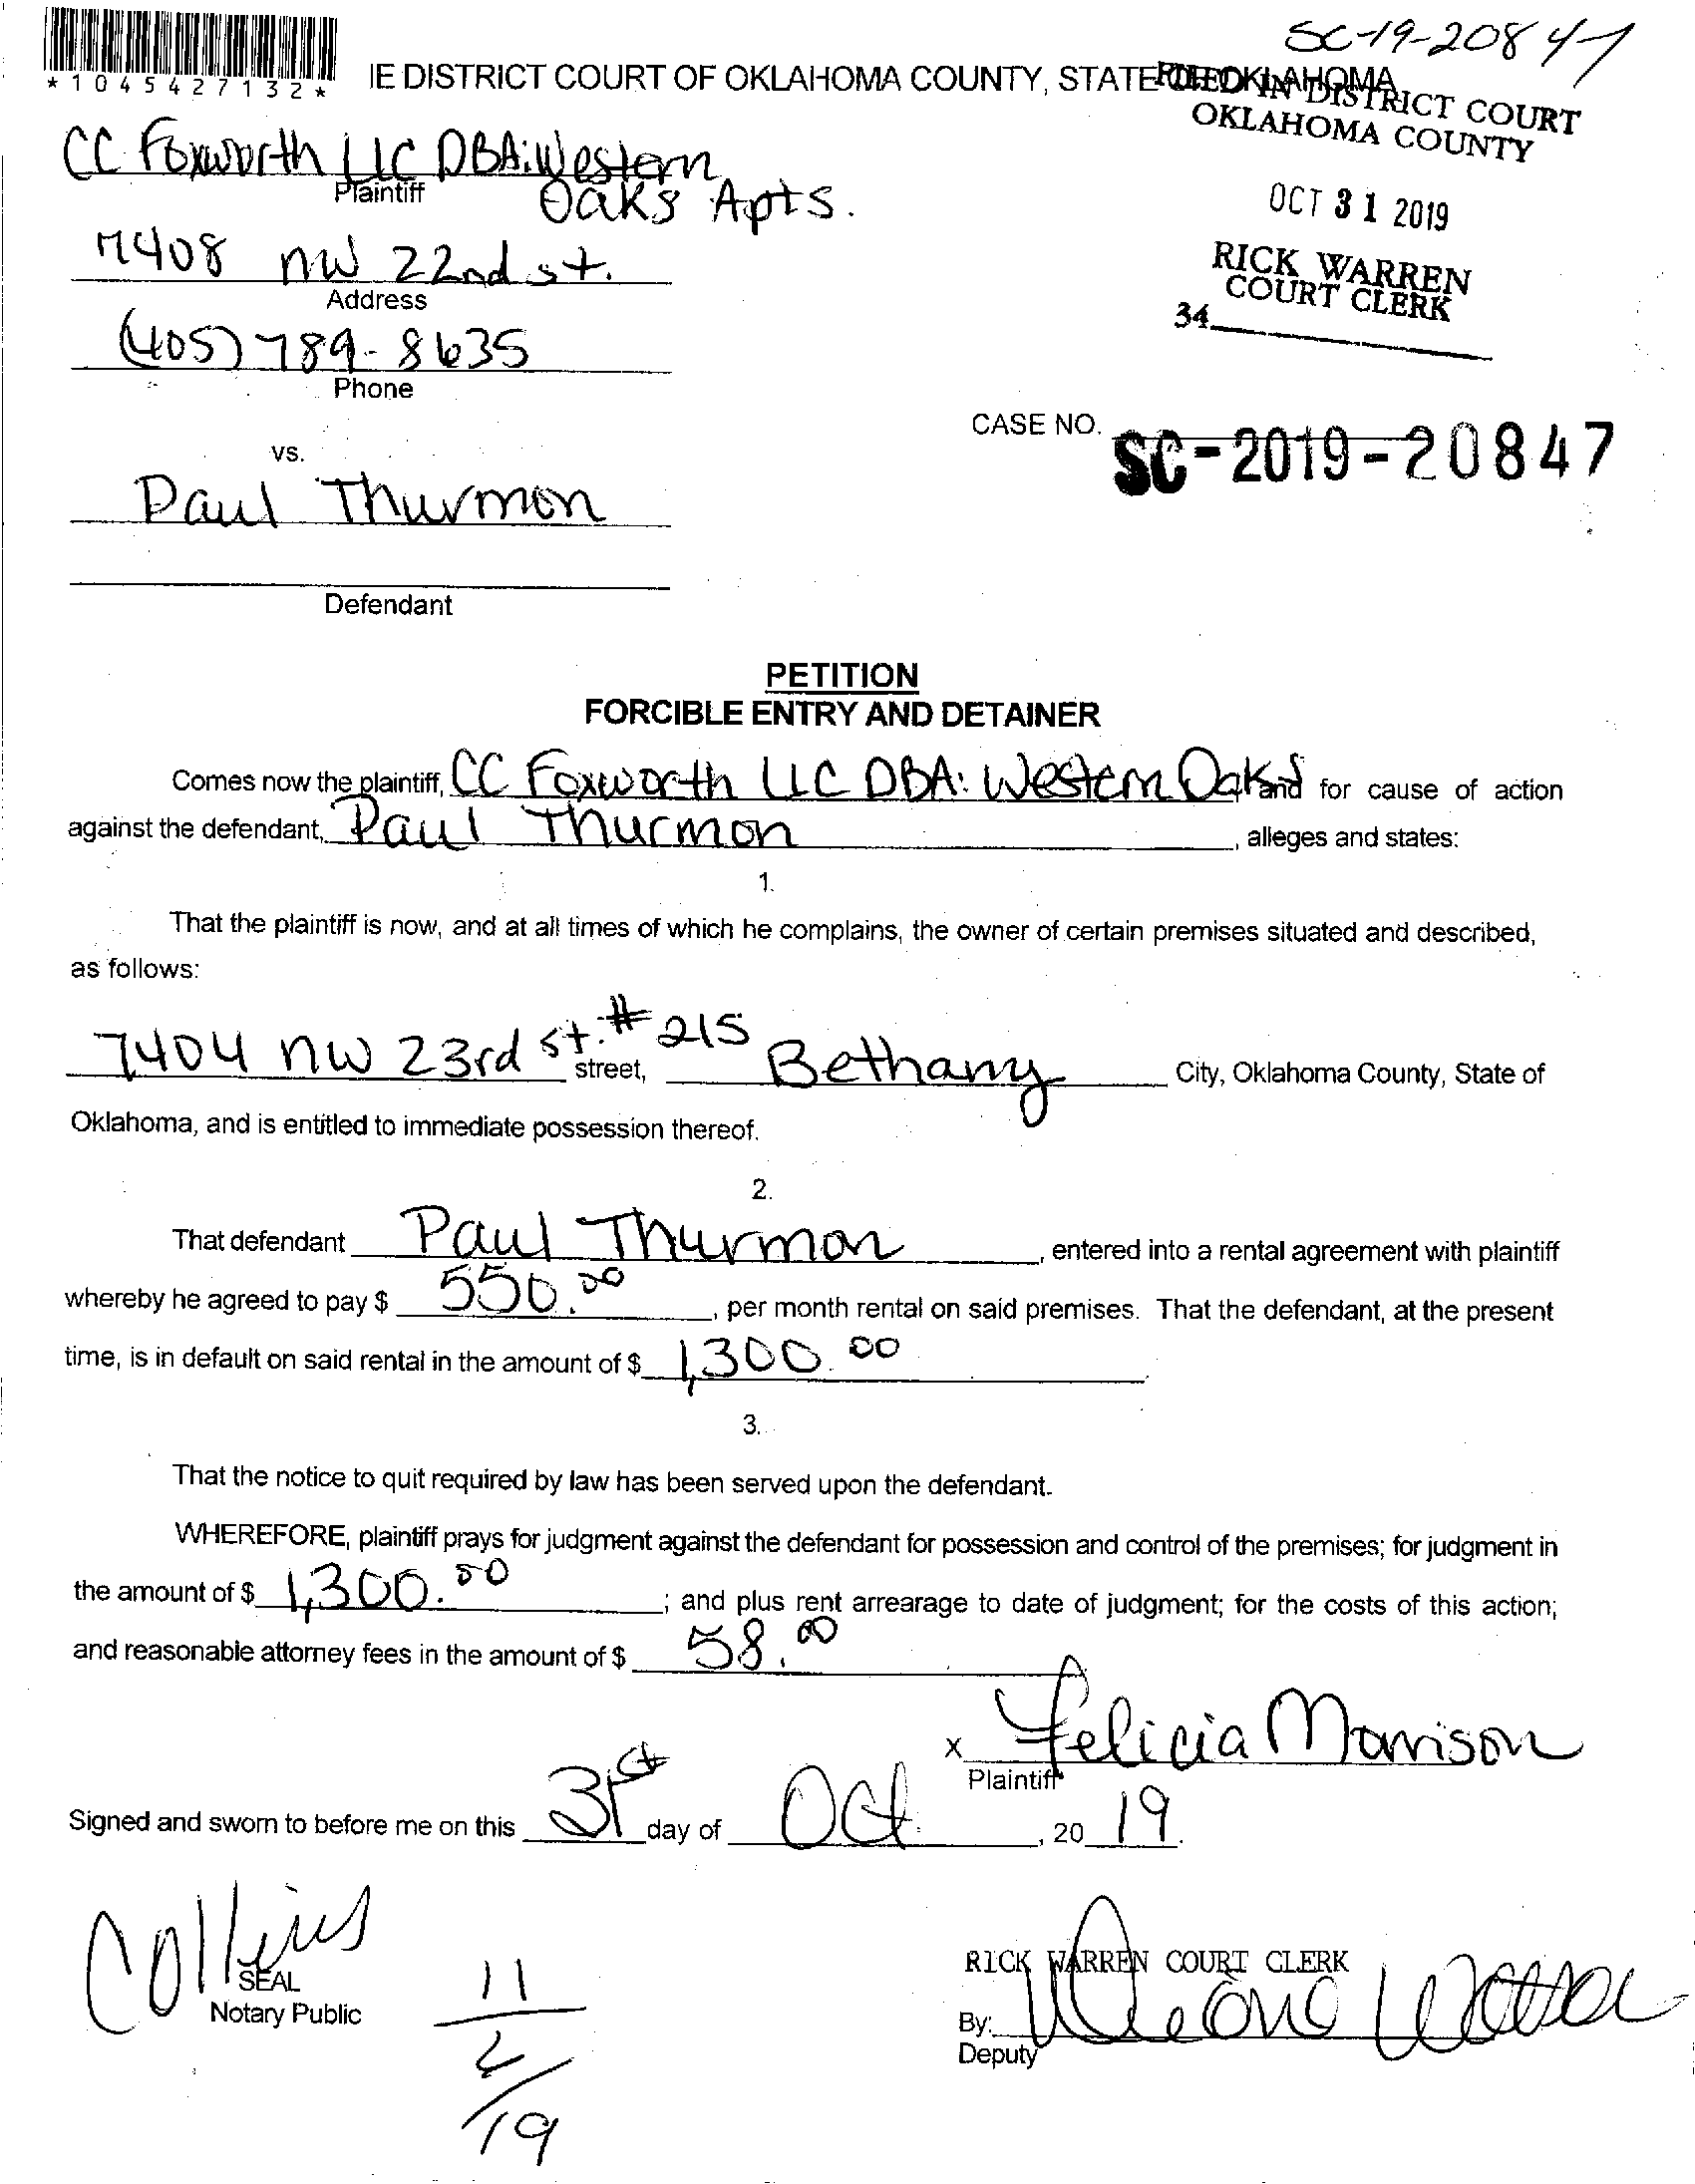 SC-19-20847
*1045427132*
IE DISTRICT COURT OF OKLAHOMA COUNTY, STATE OF OKLAHOMA
FILED IN DISTRICT COURT
OKLAHOMA COUNTY
CC Foxworth LLC DBA: Western
Plaintiff
Oaks Apts.
OCT 31 2019
7408 NW 22nd st.
Address
RICK WARREN
COURT CLERK
34
(405) 789-8635
Phone
CASE NO. SC-2019-20847
vs.
Paul Thurmon
Defendant
PETITION
FORCIBLE ENTRY AND DETAINER
Comes now the plaintiff, CC Foxworth LLC DBA: Western Oaks and for cause of action
against the defendant, Paul Thurmon, alleges and states:
1.
That the plaintiff is now, and at all times of which he complains, the owner of certain premises situated and described,
as follows:
7404 NW 23rd st. #215 street, Bethany City, Oklahoma County, State of
Oklahoma, and is entitled to immediate possession thereof.
2.
That defendant Paul Thurmon, entered into a rental agreement with plaintiff
whereby he agreed to pay $ 550.00, per month rental on said premises. That the defendant, at the present
time, is in default on said rental in the amount of $ 1,300.00.
3.
That the notice to quit required by law has been served upon the defendant.
WHEREFORE, plaintiff prays for judgment against the defendant for possession and control of the premises; for judgment in
the amount of $ 1,300.00; and plus rent arrearage to date of judgment; for the costs of this action;
and reasonable attorney fees in the amount of $ 58.00
x Felicia Morrison
Plaintiff
Signed and sworn to before me on this 31st day of Oct, 20 19.
Collins
SEAL
Notary Public
11
2
19
RICK WARREN COURT CLERK
By:
Deputy